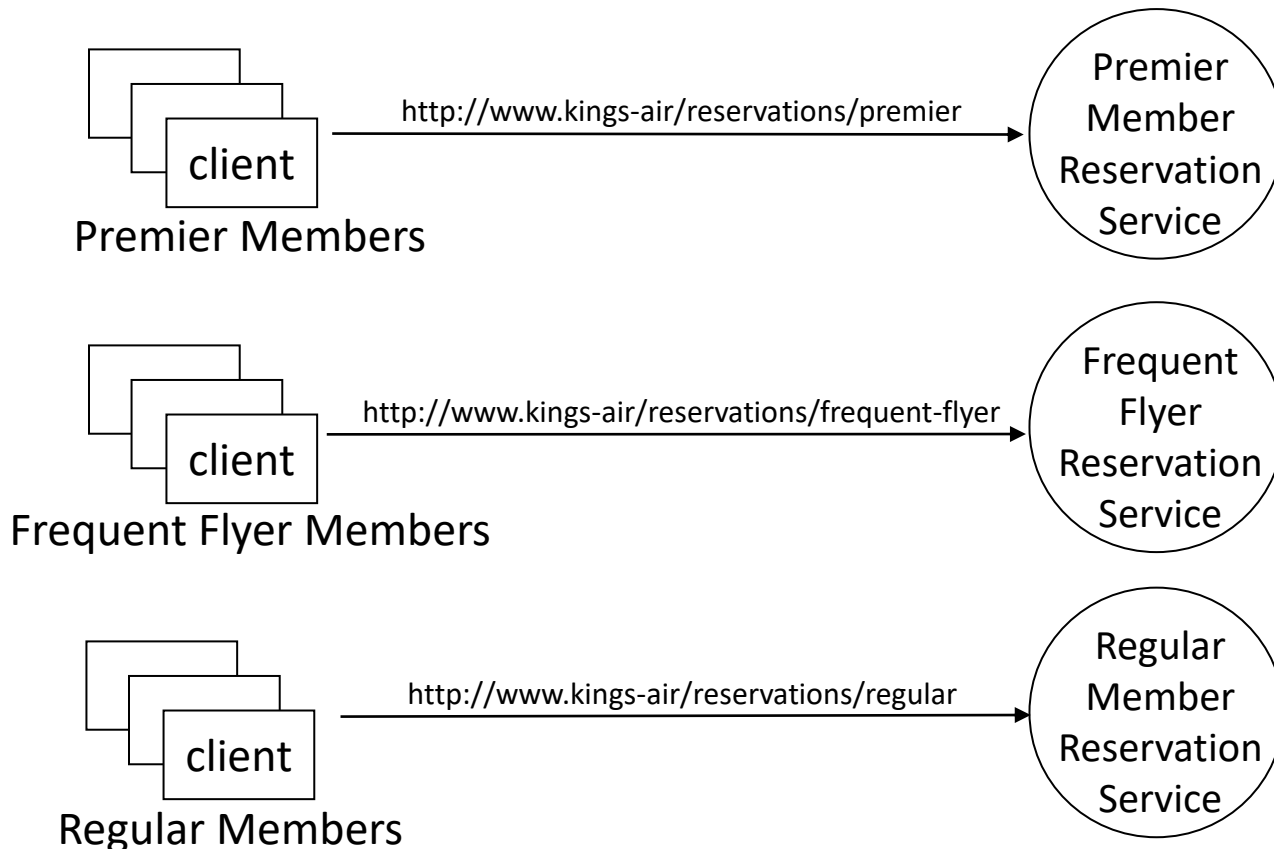 client
Premier Members
http://www.kings-air/reservations/premier
Premier
Member
Reservation
Service
client
Frequent Flyer Members
http://www.kings-air/reservations/frequent-flyer
Frequent
Flyer
Reservation
Service
client
Regular Members
http://www.kings-air/reservations/regular
Regular
Member
Reservation
Service